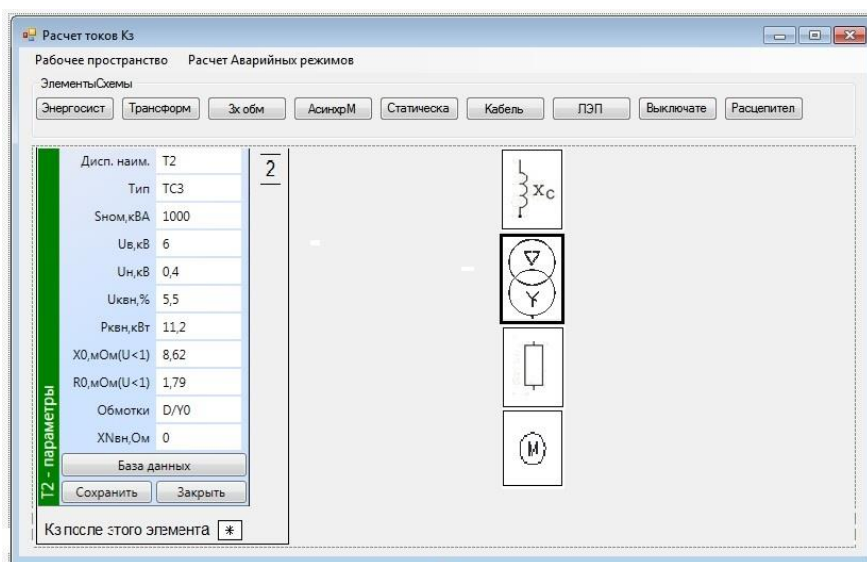 Расчет токов Кз
Рабочее пространство Расчет Аварийных режимов
ЭлементыСхемы
Энергосист Трансформ 3х обм АсинхрМ Статическа Кабель ЛЭП Выключате Расцепител
Дисп. наим. Т2
Тип ТСЗ
Sном,кВА 1000
Uв,кВ 6
Uн,кВ 0,4
Uквн,% 5,5
Pквн,кВт 11,2
X0,мОм(U<1) 8,62
R0,мОм(U<1) 1,79
Обмотки D/Y0
XNвн,Ом 0
База данных
Сохранить Закрыть
Т2 - параметры
2
Кз после этого элемента *
Xс
М